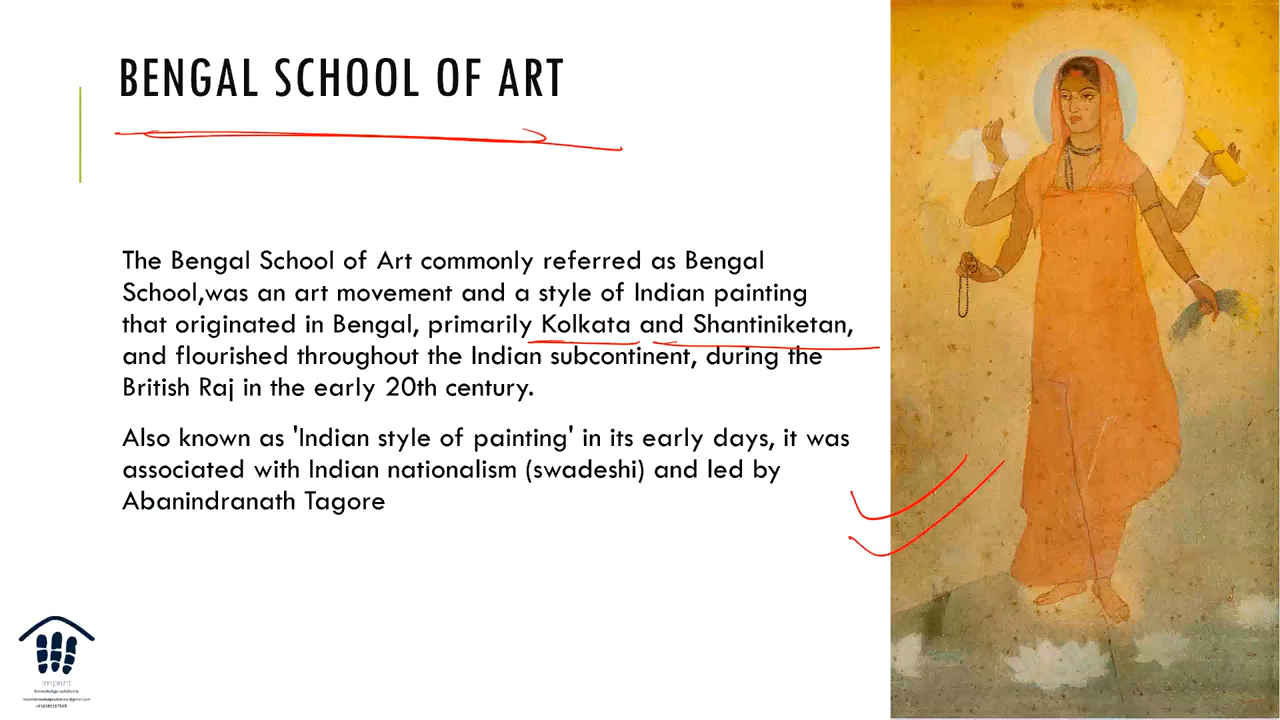 BENGAL SCHOOL OF ART
The Bengal School of Art commonly referred as Bengal
School,was an art movement and a style of Indian painting
that originated in Bengal, primarily Kolkata and Shantiniketan,
and flourished throughout the Indian subcontinent, during the
British Raj in the early 20th century.
Also known as 'Indian style of painting' in its early days, it was
associated with Indian nationalism (swadeshi) and led by
Abanindranath Tagore
Imprint
knowledge solutions